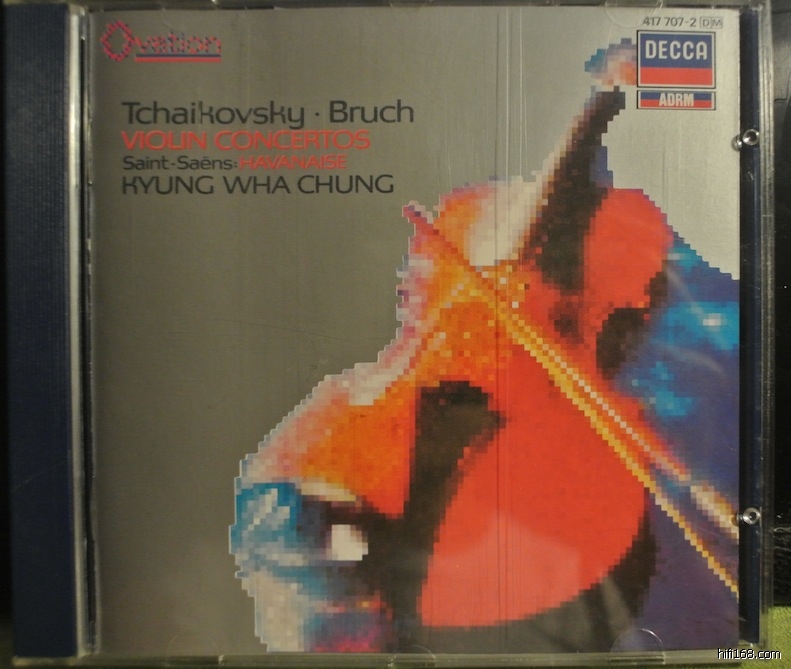 Ovation
417 707-2 DM
DECCA
ADRM
Tchaikovsky · Bruch
VIOLIN CONCERTOS
Saint-Saëns: HAVANAISE
KYUNG WHA CHUNG
hifi168.com